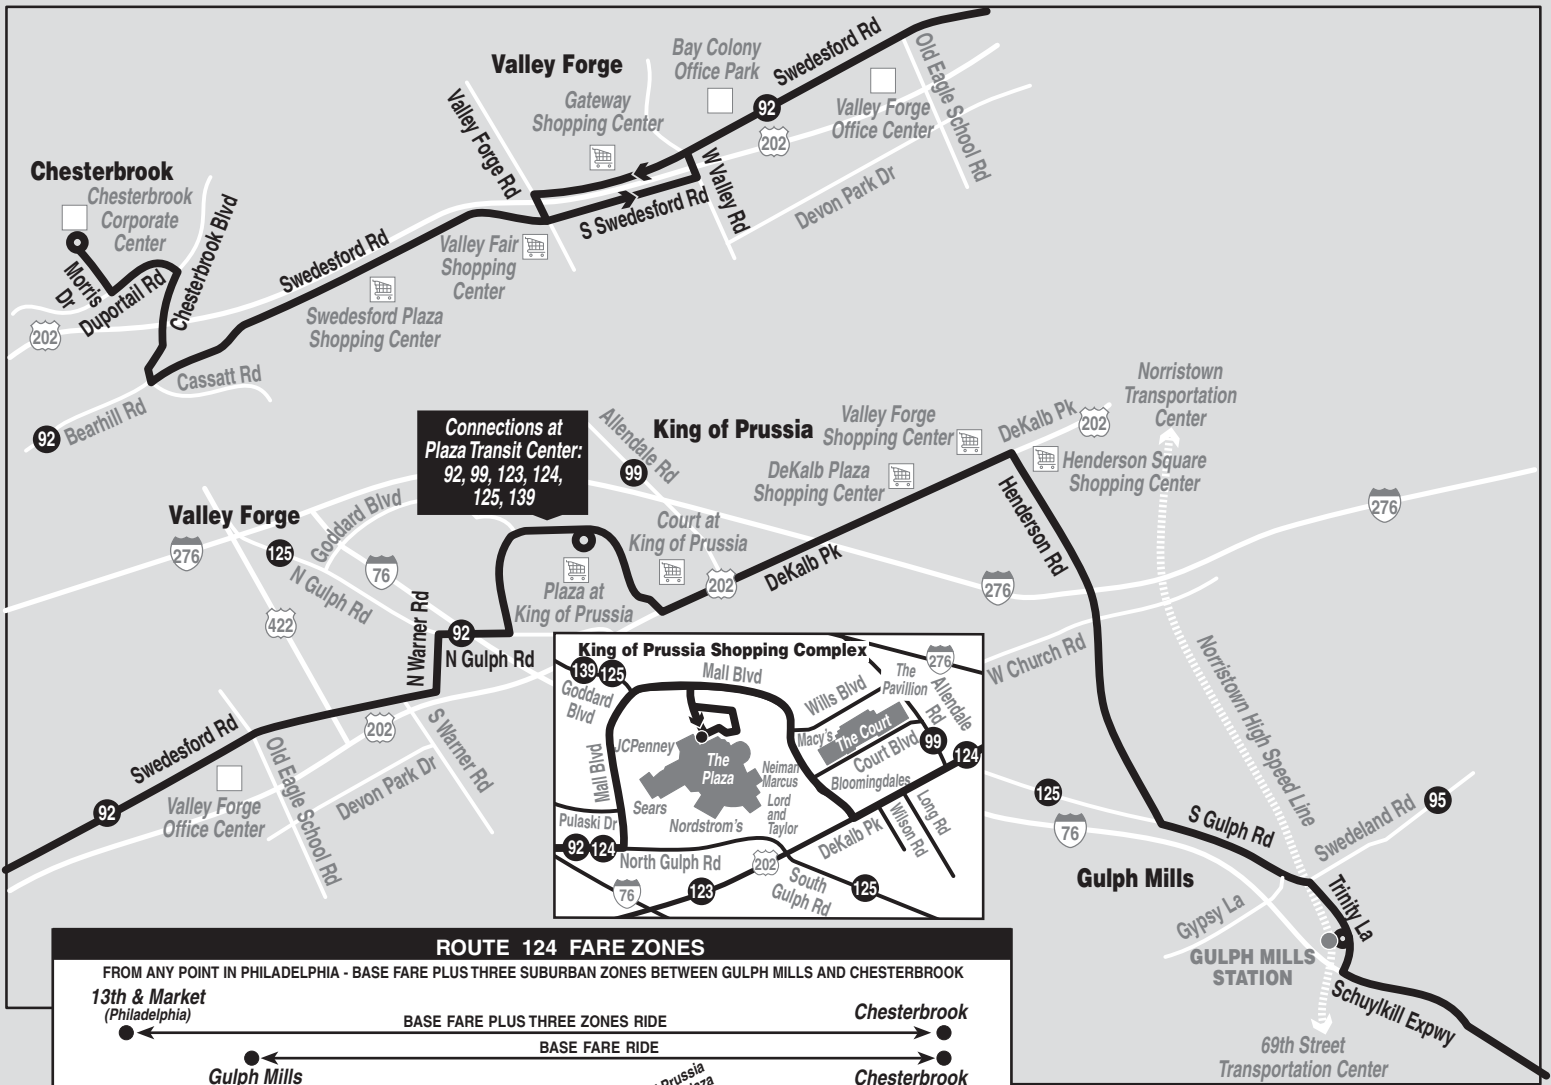 Valley Forge
Bay Colony
Office Park
Swedesford Rd
Old Eagle School Rd
Valley Forge Rd
Gateway
Shopping Center
92
202
Valley Forge
Office Center
W Valley Rd
Devon Park Dr
S Swedesford Rd
Chesterbrook
Chesterbrook
Corporate
Center
Chesterbrook Blvd
Morris
Dr
Duportail Rd
202
Swedesford Rd
Valley Fair
Shopping
Center
Swedesford Plaza
Shopping Center
Cassatt Rd
92
Bearhill Rd
Connections at
Plaza Transit Center:
92, 99, 123, 124,
125, 139
Allendale Rd
99
King of Prussia
Valley Forge
Shopping Center
DeKalb Plaza
Shopping Center
DeKalb Pk
202
Norristown
Transportation
Center
Henderson Square
Shopping Center
Henderson Rd
276
Valley Forge
276
125
Goddard Blvd
76
N Gulph Rd
422
N Warner Rd
92
N Gulph Rd
Court at
King of Prussia
Plaza at
King of Prussia
202
DeKalb Pk
276
W Church Rd
Norristown High Speed Line
Swedesford Rd
202
S Warner Rd
Old Eagle School Rd
Devon Park Dr
Valley Forge
Office Center
92
King of Prussia Shopping Complex
139
125
Goddard
Blvd
Mall Blvd
Wills Blvd
The
Pavillion
276
Allendale
Rd
Macy's
The Court
Court Blvd
99
124
Bloomingdales
JCPenney
The
Plaza
Neiman
Marcus
Mall Blvd
Sears
Lord
and
Taylor
Nordstrom's
Pulaski Dr
92
124
North Gulph Rd
202
DeKalb Pk
Wilson Rd
Long Rd
76
123
South
Gulph Rd
125
125
76
S Gulph Rd
Swedeland Rd
95
Gulph Mills
Gypsy La
Trinity La
GULPH MILLS
STATION
Schuylkill Expwy
69th Street
Transportation Center
ROUTE 124 FARE ZONES
FROM ANY POINT IN PHILADELPHIA - BASE FARE PLUS THREE SUBURBAN ZONES BETWEEN GULPH MILLS AND CHESTERBROOK
13th & Market
(Philadelphia)
Chesterbrook
BASE FARE PLUS THREE ZONES RIDE
BASE FARE RIDE
Gulph Mills
Chesterbrook
Prussia